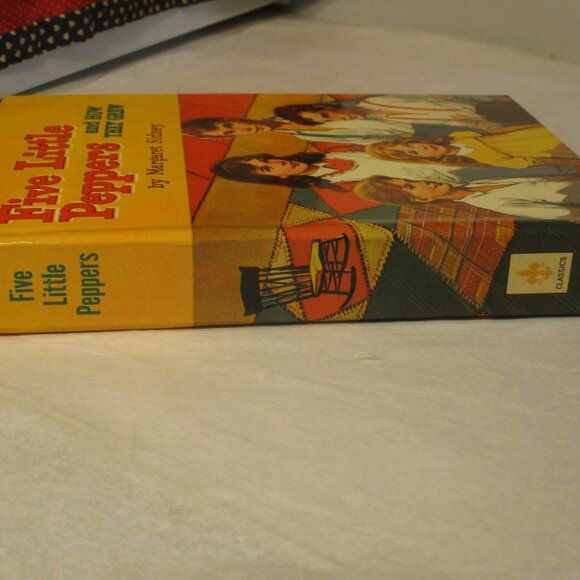 Five Little
Peppers
and HOW
THEY GREW
by Margaret Sidney
Five
Little
Peppers
CLASSICS